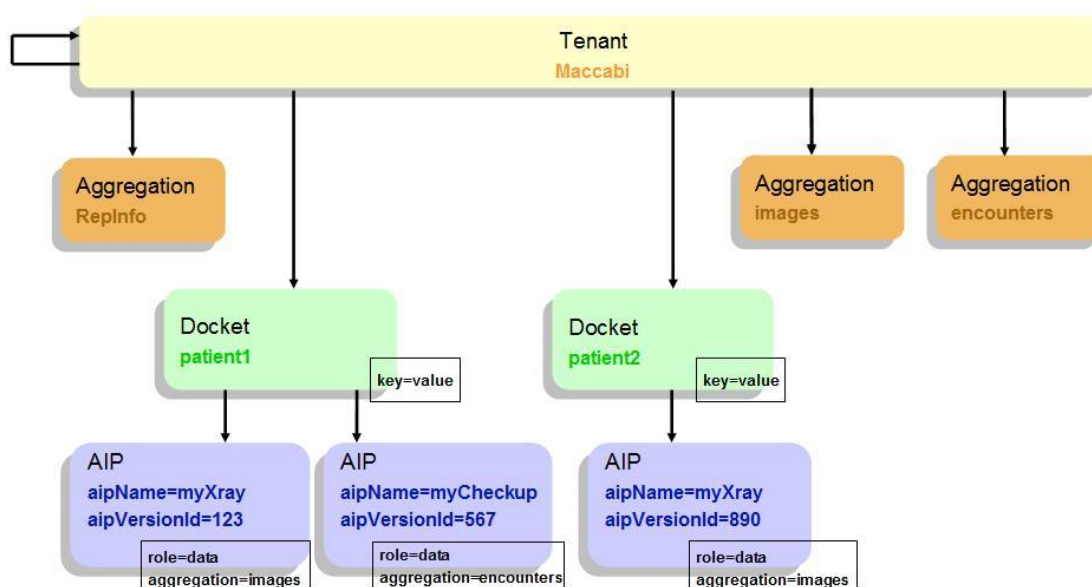 Tenant
Maccabi
Aggregation
RepInfo
Aggregation
images
Aggregation
encounters
Docket
patient1
key=value
Docket
patient2
key=value
AIP
aipName=myXray
aipVersionId=123
role=data
aggregation=images
AIP
aipName=myCheckup
aipVersionId=567
role=data
aggregation=encounters
AIP
aipName=myXray
aipVersionId=890
role=data
aggregation=images